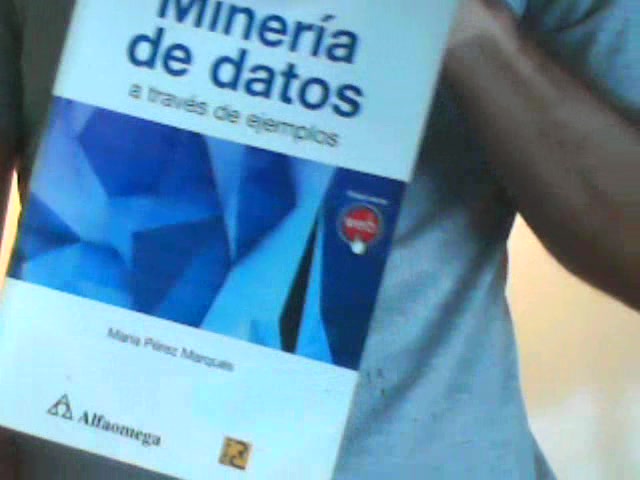 Minería
de datos
a través de ejemplos
web
María Pérez Marqués
Alfaomega